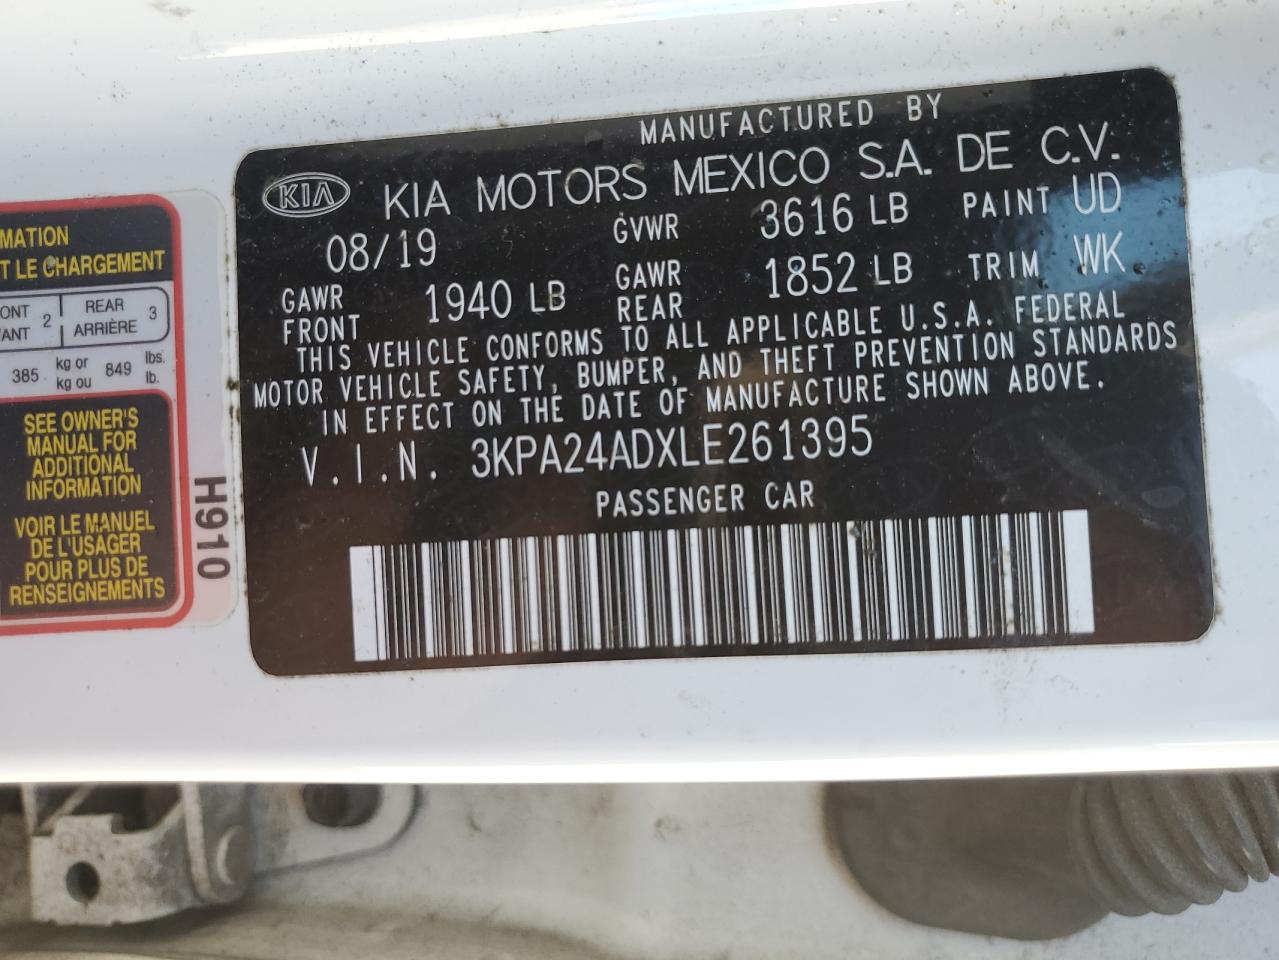 MANUFACTURED BY
KIA KIA MOTORS MEXICO S.A. DE C.V.
08/19 GVWR 3616 LB PAINT UD
GAWR FRONT 1940 LB GAWR REAR 1852 LB TRIM WK
THIS VEHICLE CONFORMS TO ALL APPLICABLE U.S.A. FEDERAL
MOTOR VEHICLE SAFETY, BUMPER, AND THEFT PREVENTION STANDARDS
IN EFFECT ON THE DATE OF MANUFACTURE SHOWN ABOVE.
V.I.N. 3KPA24ADXLE261395
PASSENGER CAR
MATION
T LE CHARGEMENT
ONT
ANT 2
REAR
ARRIÈRE 3
385 kg or
kg ou 849 lbs.
lb.
SEE OWNER'S
MANUAL FOR
ADDITIONAL
INFORMATION
VOIR LE MANUEL
DE L'USAGER
POUR PLUS DE
RENSEIGNEMENTS
H910